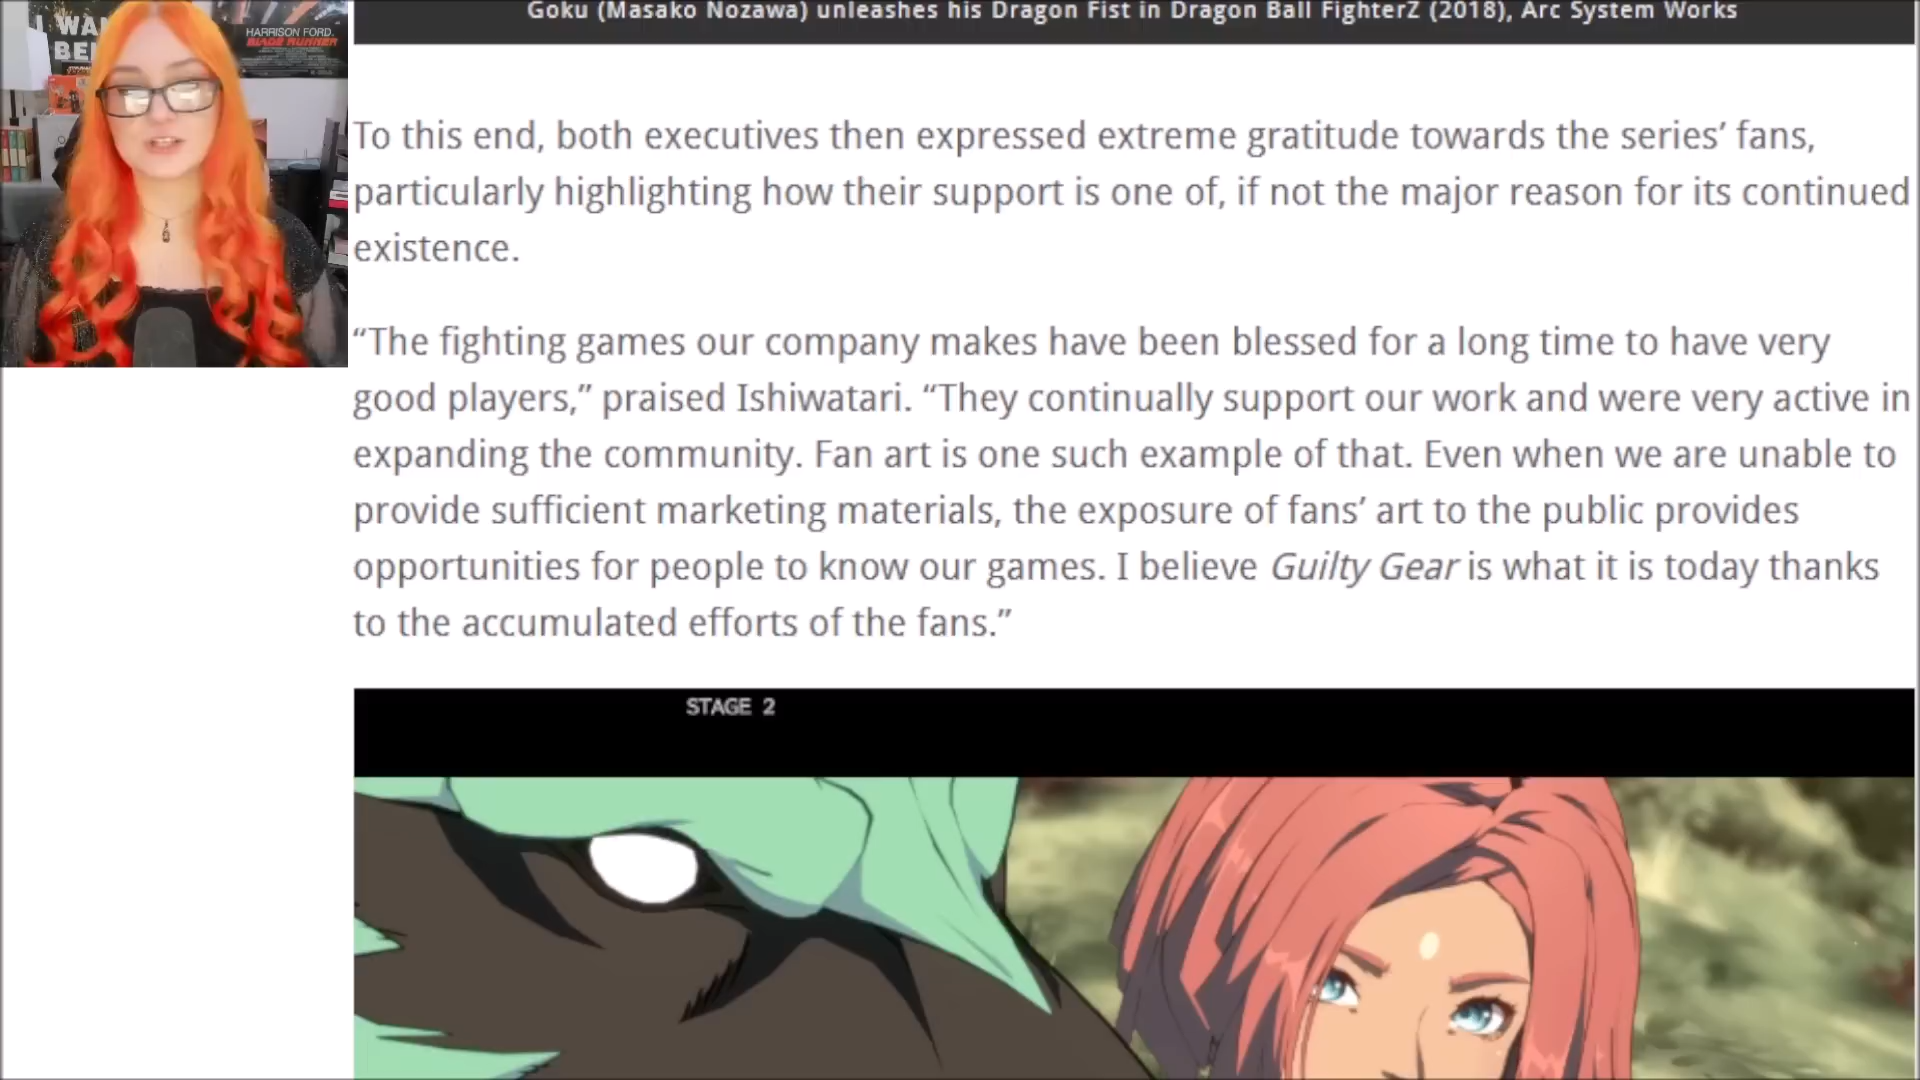 Goku (Masako Nozawa) unleashes his Dragon Fist in Dragon Ball FighterZ (2018), Arc System Works
I WA
BE
HARRISON FORD.
BLADE RUNNER
To this end, both executives then expressed extreme gratitude towards the series’ fans,
particularly highlighting how their support is one of, if not the major reason for its continued
existence.
“The fighting games our company makes have been blessed for a long time to have very
good players,” praised Ishiwatari. “They continually support our work and were very active in
expanding the community. Fan art is one such example of that. Even when we are unable to
provide sufficient marketing materials, the exposure of fans’ art to the public provides
opportunities for people to know our games. I believe Guilty Gear is what it is today thanks
to the accumulated efforts of the fans.”
STAGE 2